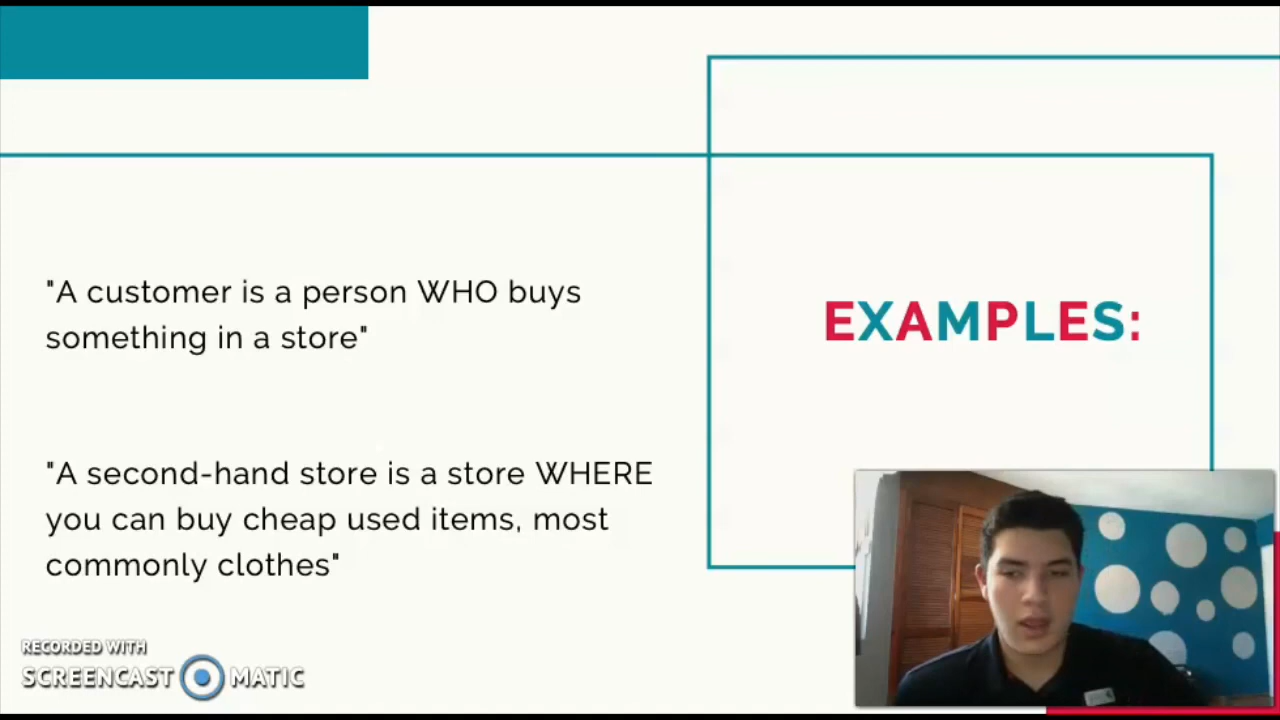 "A customer is a person WHO buys
something in a store"
EXAMPLES:
"A second-hand store is a store WHERE
you can buy cheap used items, most
commonly clothes"
RECORDED WITH
SCREENCAST MATIC